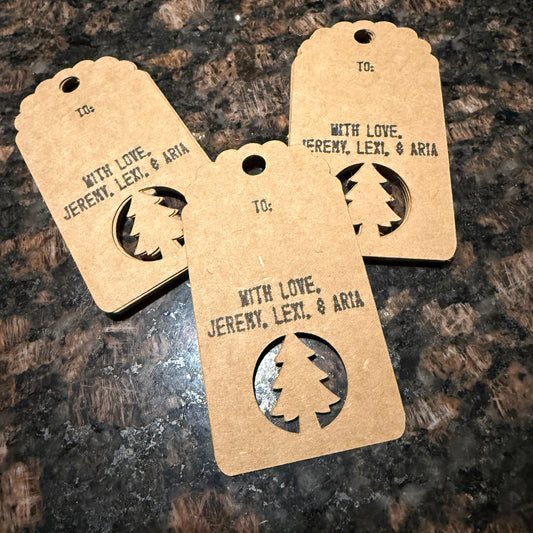 TO:
WITH LOVE,
JEREMY, LEXI, & ARIA
TO:
WITH LOVE,
JEREMY, LEXI, & ARIA
TO:
WITH LOVE,
JEREMY, LEXI, & ARIA